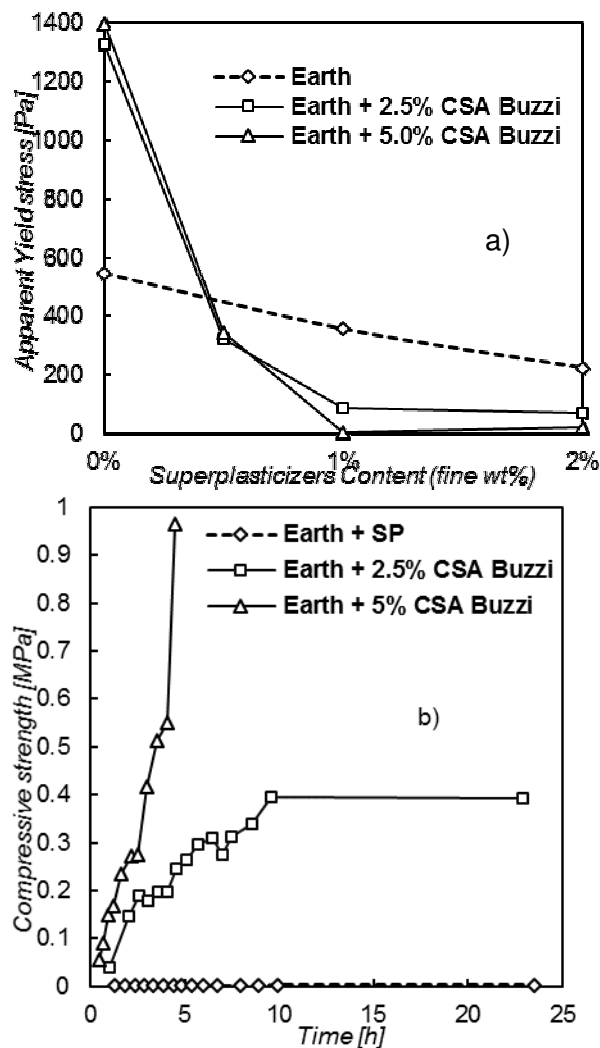 1400
1200
1000
800
600
400
200
0
Apparent Yield stress [Pa]
Earth
Earth + 2.5% CSA Buzzi
Earth + 5.0% CSA Buzzi
a)
0% 1% 2%
Superplasticizers Content (fine wt%)
1
0.9
0.8
0.7
0.6
0.5
0.4
0.3
0.2
0.1
0
Compressive strength [MPa]
Earth + SP
Earth + 2.5% CSA Buzzi
Earth + 5% CSA Buzzi
b)
0 5 10 15 20 25
Time [h]